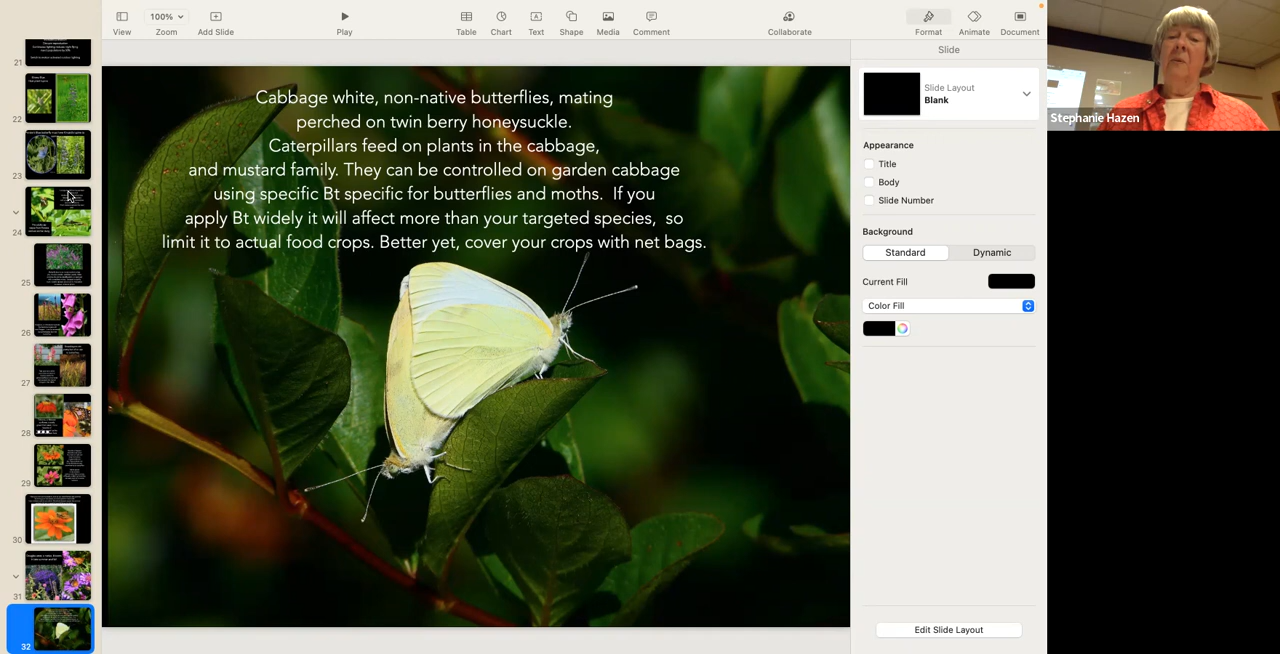 View
100%
Zoom
Add Slide
Play
Table
Chart
Text
Shape
Media
Comment
Collaborate
Format
Animate
Document
21
22
23
24
25
26
27
28
29
30
31
32
Cabbage white, non-native butterflies, mating
perched on twin berry honeysuckle.
Caterpillars feed on plants in the cabbage,
and mustard family. They can be controlled on garden cabbage
using specific Bt specific for butterflies and moths.  If you
apply Bt widely it will affect more than your targeted species,  so
limit it to actual food crops. Better yet, cover your crops with net bags.
Slide
Slide Layout
Blank
Appearance
Title
Body
Slide Number
Background
Standard
Dynamic
Current Fill
Color Fill
Edit Slide Layout
Stephanie Hazen